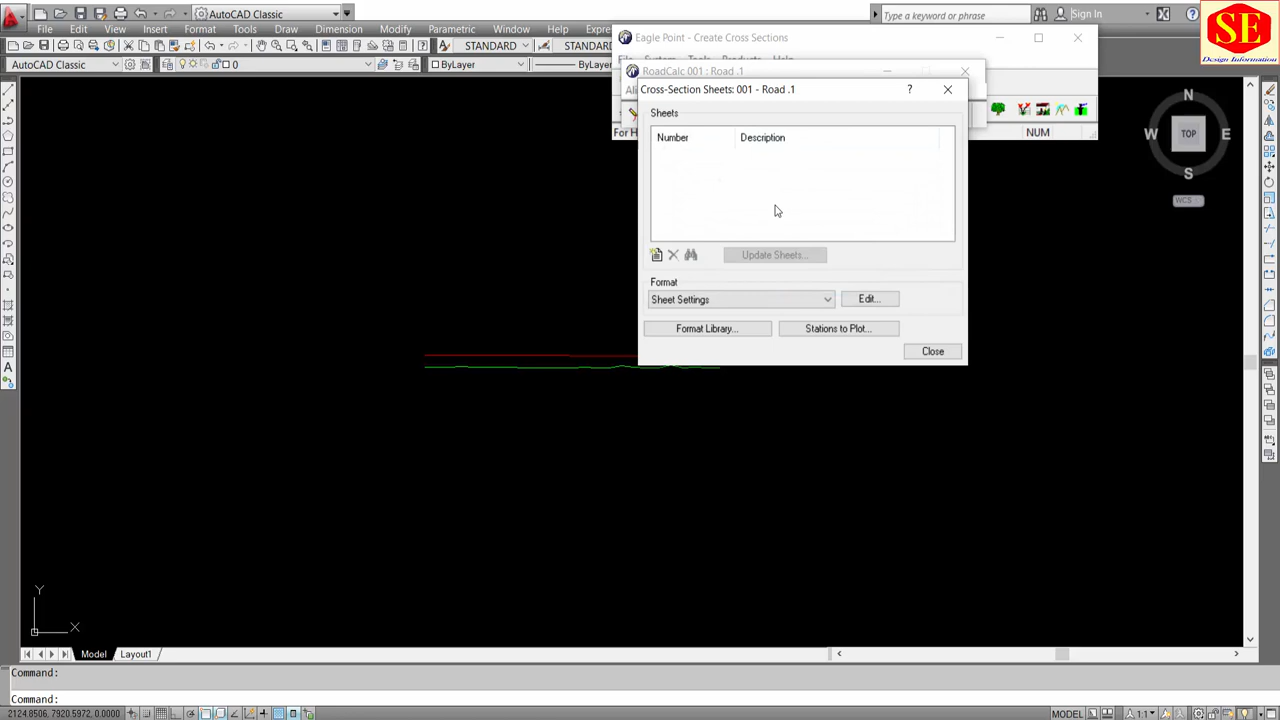 AutoCAD Classic
Type a keyword or phrase
Sign In
File Edit View Insert Format Tools Draw Dimension Modify Parametric Window Help Expre
STANDARD
STANDARD
AutoCAD Classic
0
ByLayer
ByLayer
SE
Design Information
Eagle Point - Create Cross Sections
RoadCalc 001 : Road .1
Cross-Section Sheets: 001 - Road .1
?
Sheets
Number Description
For H
NUM
Update Sheets...
Format
Sheet Settings
Edit...
Format Library...
Stations to Plot...
Close
N
W TOP E
S
WCS
Y
X
Model Layout1
Command:
Command:
2124.8506, 7920.5972, 0.0000
MODEL
1:1